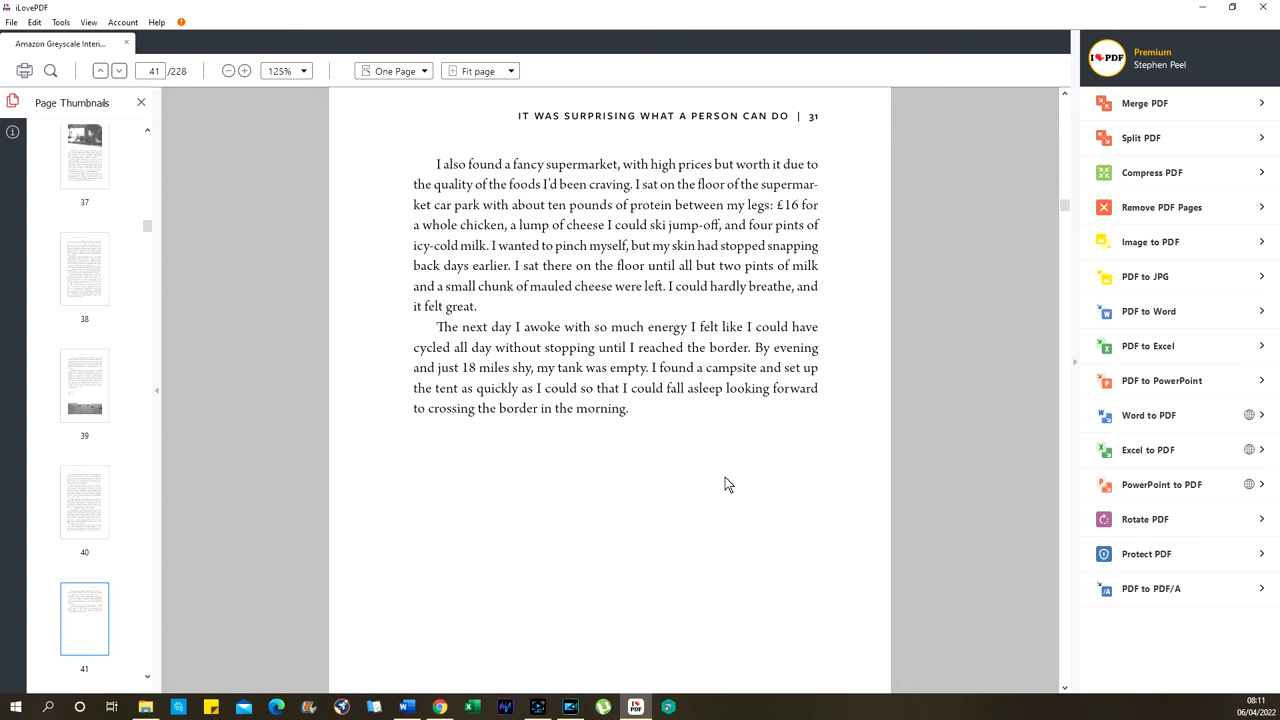 iLovePDF
File Edit Tools View Account Help
Amazon Greyscale Interi...
41 /228 125% One Page Fit page
Page Thumbnails
37
38
39
40
41
IT WAS SURPRISING WHAT A PERSON CAN DO | 31
I also found a fancy supermarket, with high prices but worth it due to
the quality of the foods I'd been craving. I sat on the floor of the supermar-
ket car park with about ten pounds of protein between my legs: £16 for
a whole chicken, a lump of cheese I could ski jump-off, and four pints of
icy-cold milk. I wanted to pinch myself, but my skin had stopped snapping
back days earlier. I sat there on the floor until all but two pints of milk
and a small chunk of mauled cheese were left. I could hardly breathe, and
it felt great.
The next day I awoke with so much energy I felt like I could have
cycled all day without stopping until I reached the border. By evening
and just 18 miles dry, my tank was empty. I found a campsite and set up
the tent as quickly as I could so that I could fall asleep looking forward
to crossing the border in the morning.
I PDF
Premium
Stephen Peel
Merge PDF
Split PDF
Compress PDF
Remove PDF Pages
Image to PDF
PDF to JPG
PDF to Word
PDF to Excel
PDF to PowerPoint
Word to PDF
Excel to PDF
PowerPoint to PDF
Rotate PDF
Protect PDF
PDF to PDF/A
08:11
06/04/2022